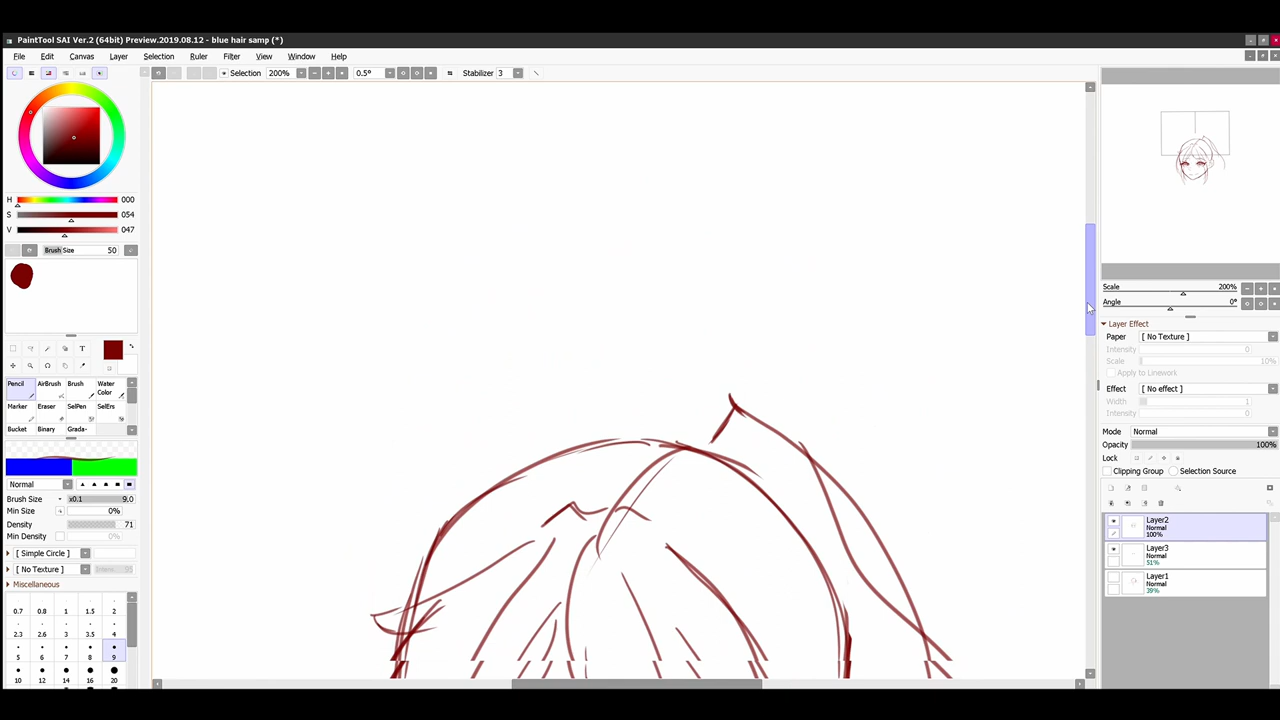 PaintTool SAI Ver.2 (64bit) Preview.2019.08.12 - blue hair samp (*)
File Edit Canvas Layer Selection Ruler Filter View Window Help
Selection 200% 0.5° Stabilizer 3
H 000
S 054
V 047
Brush Size 50
T
Pencil AirBrush Brush Water Color
Marker Eraser SelPen SelErs
Bucket Binary Grada-
Normal
Brush Size x0.1 9.0
Min Size 0%
Density 71
Min Density
[ Simple Circle ]
[ No Texture ]
Miscellaneous
0.7 0.8 1 1.5 2
2.3 2.6 3 3.5 4
5 6 7 8 9
10 12 14 16 20
Scale 200%
Angle 0°
Layer Effect
Paper [ No Texture ]
Intensity 0
Scale 10%
Apply to Linework
Effect [ No effect ]
Width 1
Intensity 0
Mode Normal
Opacity 100%
Lock
Clipping Group Selection Source
Layer2
Normal
100%
Layer3
Normal
51%
Layer1
Normal
39%